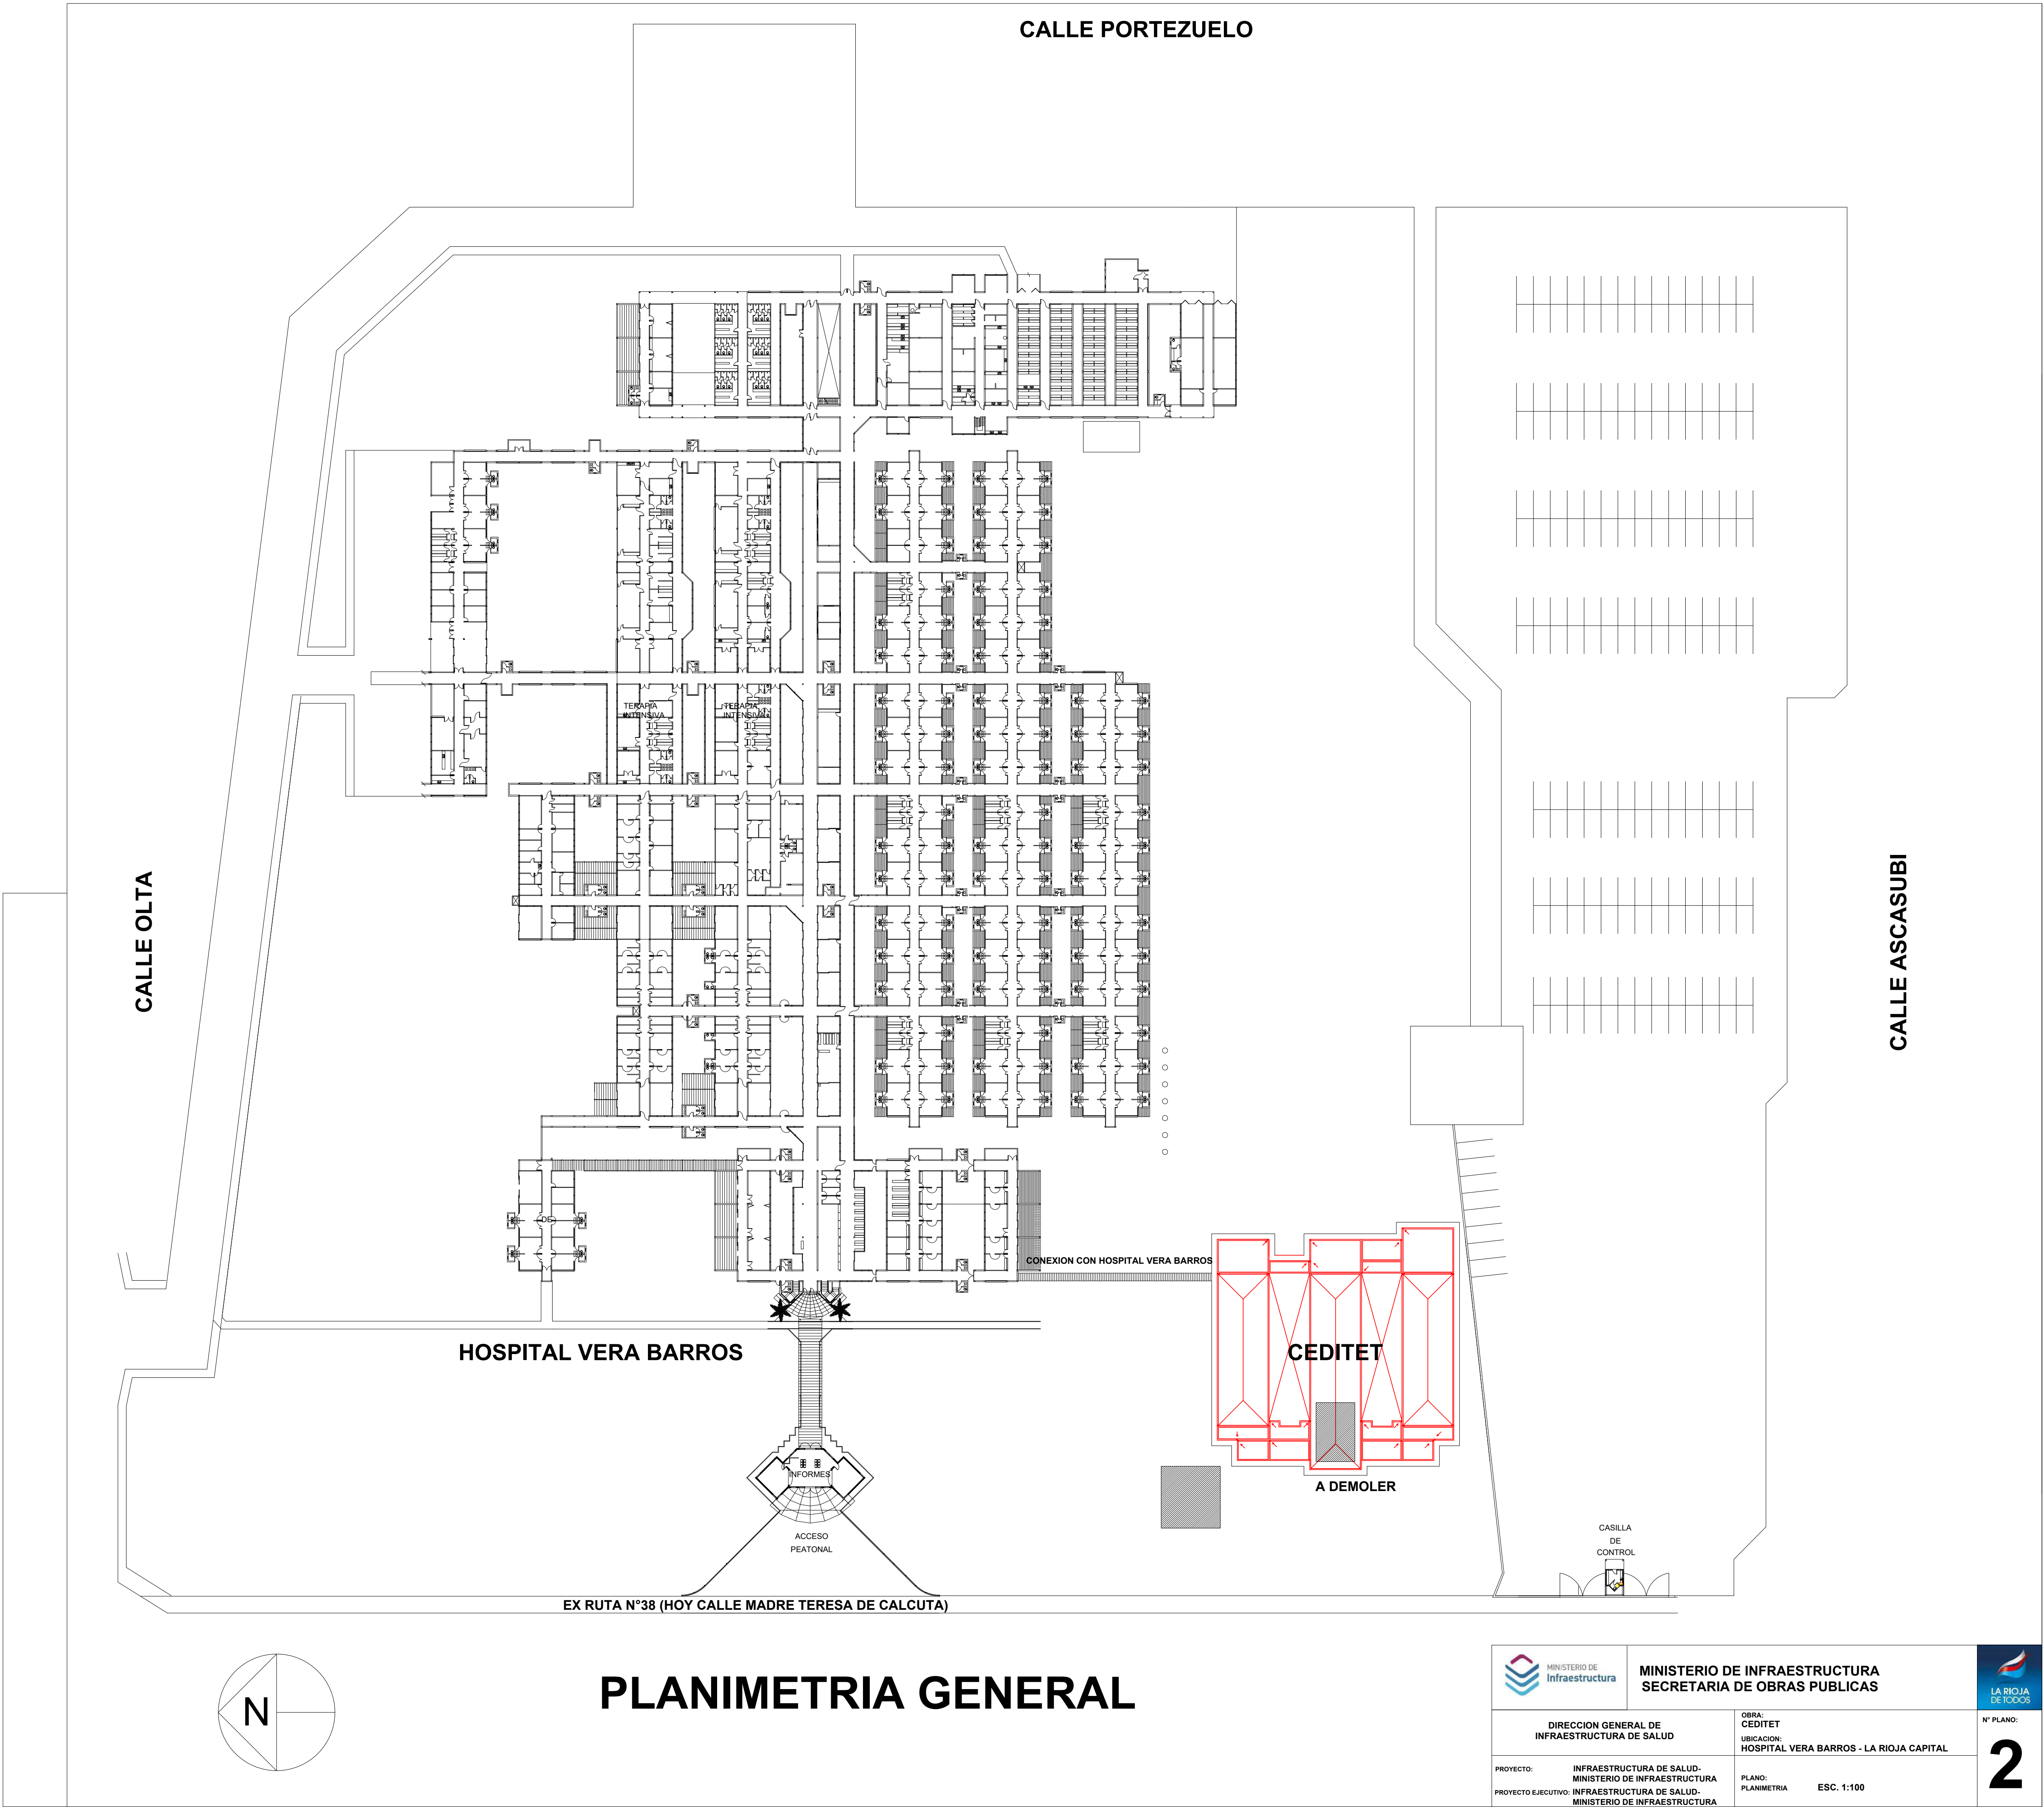 CALLE PORTEZUELO
TERAPIA
INTENSIVA
TERAPIA
INTENSIVA
CALLE OLTA
CALLE ASCASUBI
DE
CONEXION CON HOSPITAL VERA BARROS
HOSPITAL VERA BARROS
CEDITET
INFORMES
A DEMOLER
ACCESO
PEATONAL
CASILLA
DE
CONTROL
EX RUTA N°38 (HOY CALLE MADRE TERESA DE CALCUTA)
N
PLANIMETRIA GENERAL
MINISTERIO DE
Infraestructura
MINISTERIO DE INFRAESTRUCTURA
SECRETARIA DE OBRAS PUBLICAS
LA RIOJA
DE TODOS
DIRECCION GENERAL DE
INFRAESTRUCTURA DE SALUD
OBRA:
CEDITET
UBICACION:
HOSPITAL VERA BARROS - LA RIOJA CAPITAL
N° PLANO:
2
PROYECTO: INFRAESTRUCTURA DE SALUD-
MINISTERIO DE INFRAESTRUCTURA
PROYECTO EJECUTIVO: INFRAESTRUCTURA DE SALUD-
MINISTERIO DE INFRAESTRUCTURA
PLANO:
PLANIMETRIA ESC. 1:100